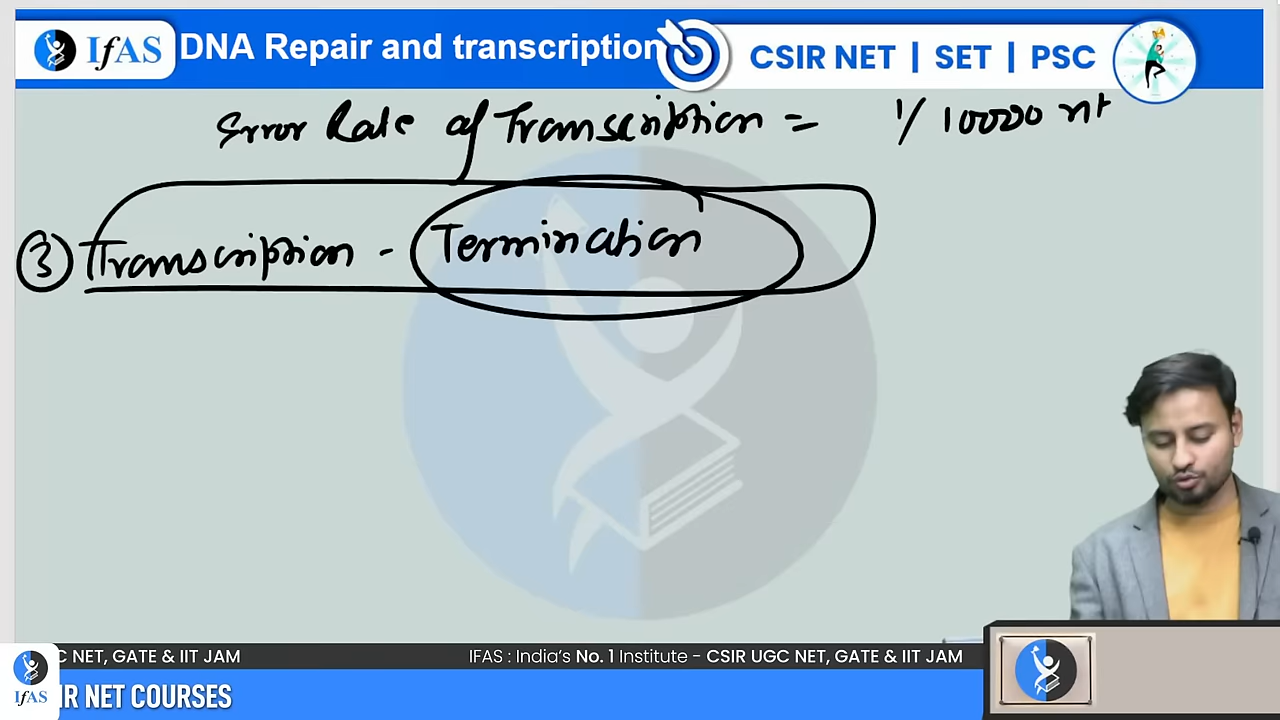 IfAS DNA Repair and transcription CSIR NET | SET | PSC
Error Rate of Transcription = 1/10000 nt
③ Transcription - Termination
C NET, GATE & IIT JAM IFAS : India's No. 1 Institute - CSIR UGC NET, GATE & IIT JAM
IfAS IR NET COURSES